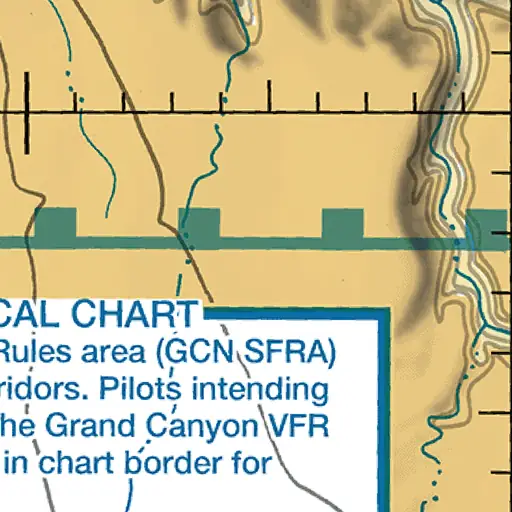 CAL CHART
Rules area (GCN SFRA)
ridors. Pilots intending
he Grand Canyon VFR
in chart border for